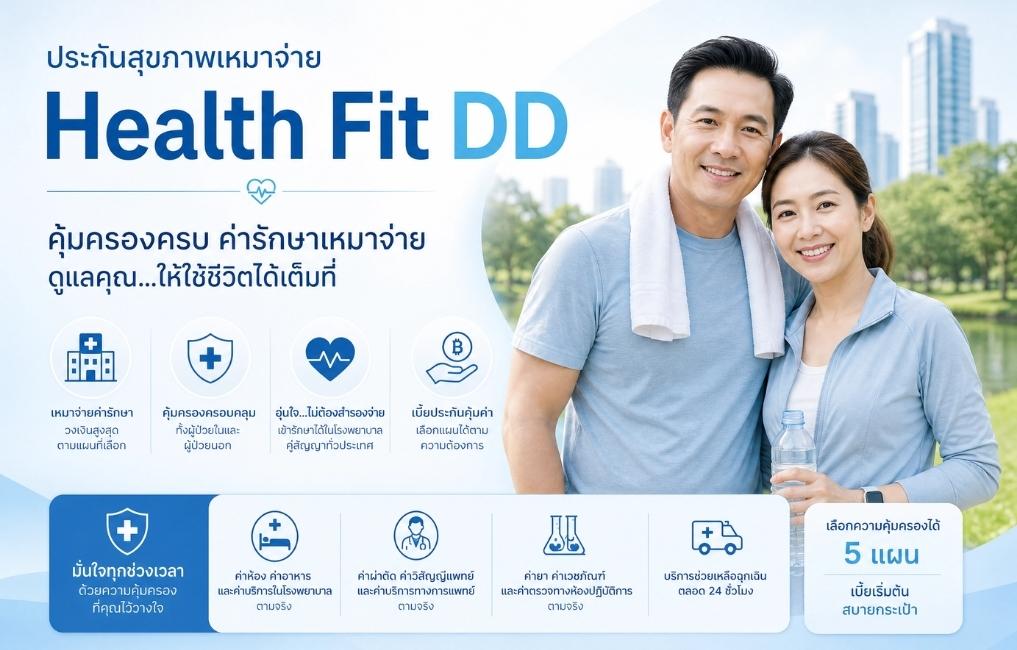 ประกันสุขภาพเหมาจ่าย
Health Fit DD
คุ้มครองครบ ค่ารักษาเหมาจ่าย
ดูแลคุณ...ให้ใช้ชีวิตได้เต็มที่
เหมาจ่ายค่ารักษา
วงเงินสูงสุด
ตามแผนที่เลือก
คุ้มครองครอบคลุม
ทั้งผู้ป่วยในและ
ผู้ป่วยนอก
อุ่นใจ...ไม่ต้องสำรองจ่าย
เข้ารักษาได้ในโรงพยาบาล
คู่สัญญาทั่วประเทศ
เบี้ยประกันคุ้มค่า
เลือกแผนได้ตาม
ความต้องการ
มั่นใจทุกช่วงเวลา
ด้วยความคุ้มครอง
ที่คุณไว้วางใจ
ค่าห้อง ค่าอาหาร
และค่าบริการในโรงพยาบาล
ตามจริง
ค่าผ่าตัด ค่าวิสัญญีแพทย์
และค่าบริการทางการแพทย์
ตามจริง
ค่ายา ค่าเวชภัณฑ์
และค่าตรวจทางห้องปฏิบัติการ
ตามจริง
บริการช่วยเหลือฉุกเฉิน
ตลอด 24 ชั่วโมง
เลือกความคุ้มครองได้
5 แผน
เบี้ยเริ่มต้น
สบายกระเป๋า